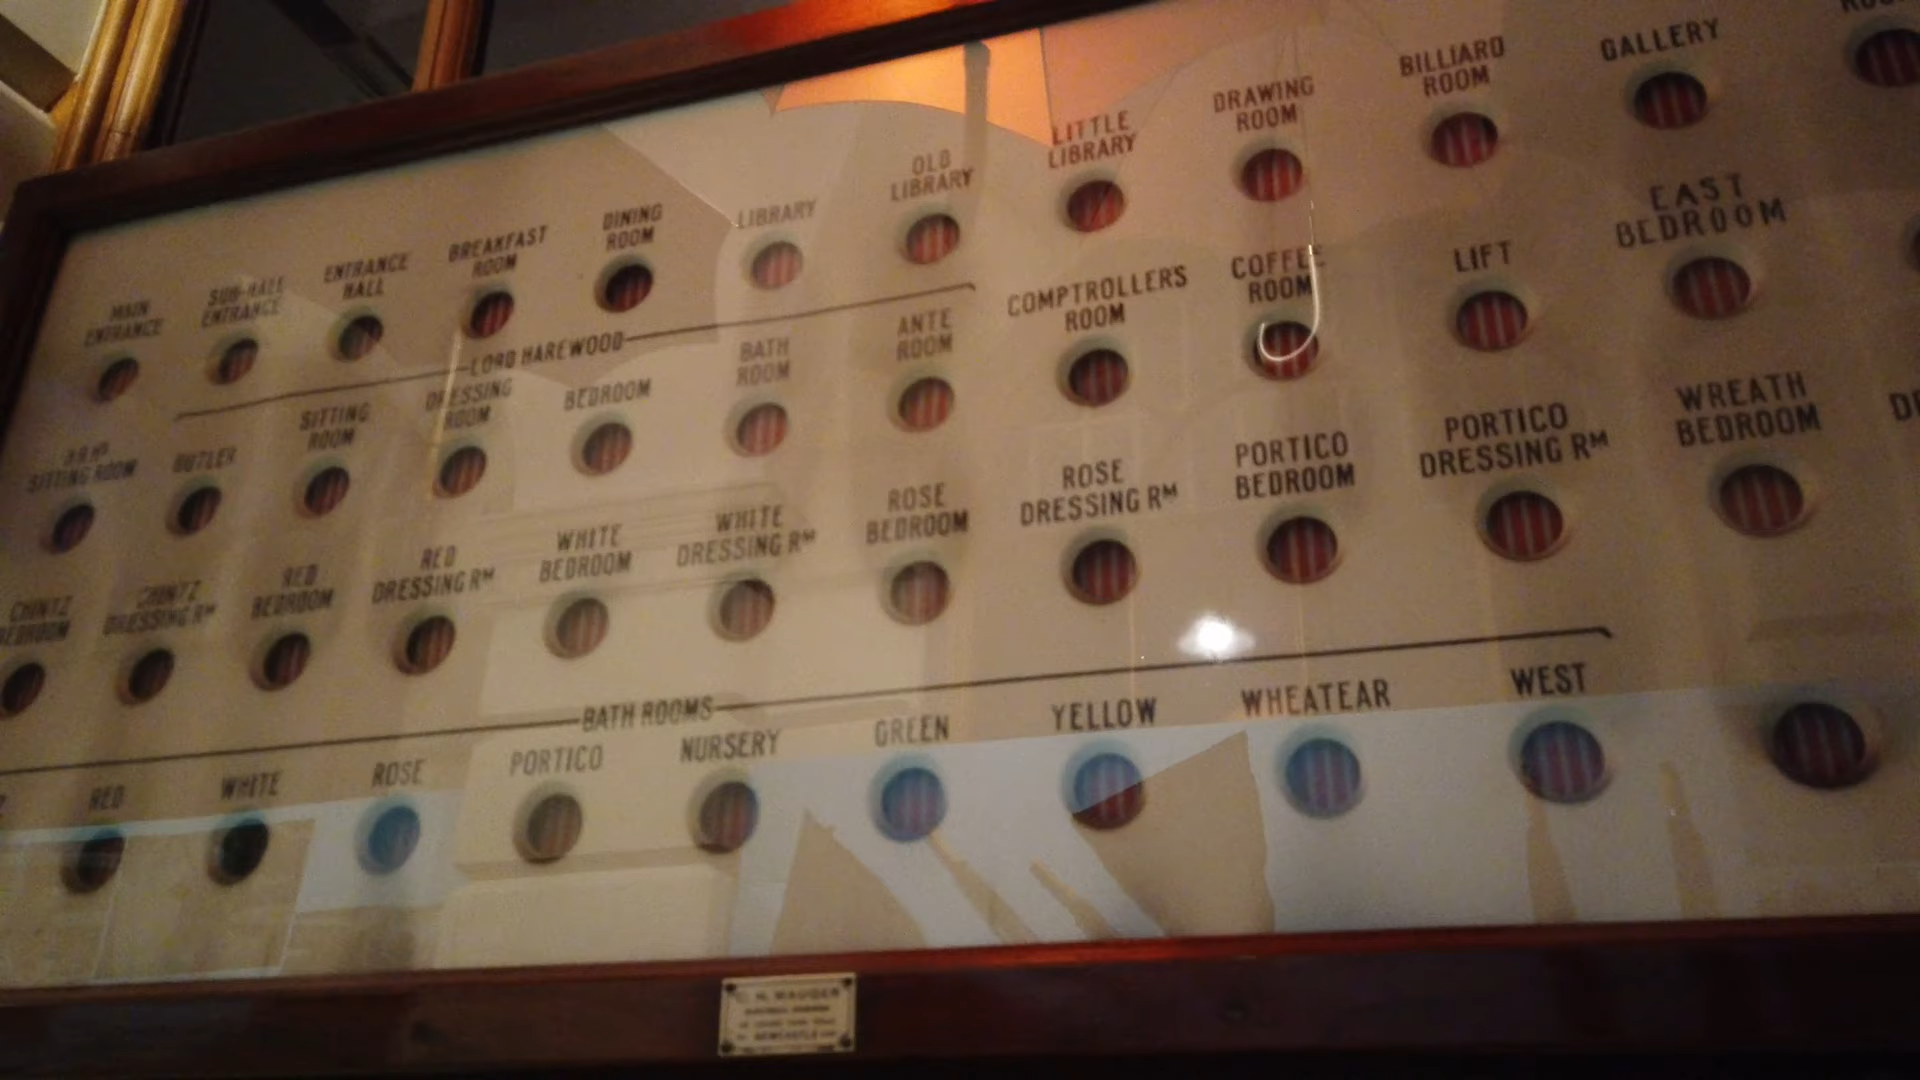 MAIN
ENTRANCE
SUB-HALL
ENTRANCE
ENTRANCE
HALL
BREAKFAST
ROOM
DINING
ROOM
LIBRARY
OLD
LIBRARY
LITTLE
LIBRARY
DRAWING
ROOM
BILLIARD
ROOM
GALLERY
LORD HAREWOOD
H.R.H's
SITTING ROOM
BUTLER
SITTING
ROOM
DRESSING
ROOM
BEDROOM
BATH
ROOM
ANTE
ROOM
COMPTROLLERS
ROOM
COFFEE
ROOM
LIFT
EAST
BEDROOM
CHINTZ
BEDROOM
CHINTZ
DRESSING RM
RED
BEDROOM
RED
DRESSING RM
WHITE
BEDROOM
WHITE
DRESSING RM
ROSE
BEDROOM
ROSE
DRESSING RM
PORTICO
BEDROOM
PORTICO
DRESSING RM
WREATH
BEDROOM
BATH ROOMS
RED
WHITE
ROSE
PORTICO
NURSERY
GREEN
YELLOW
WHEATEAR
WEST
NEWCASTLE